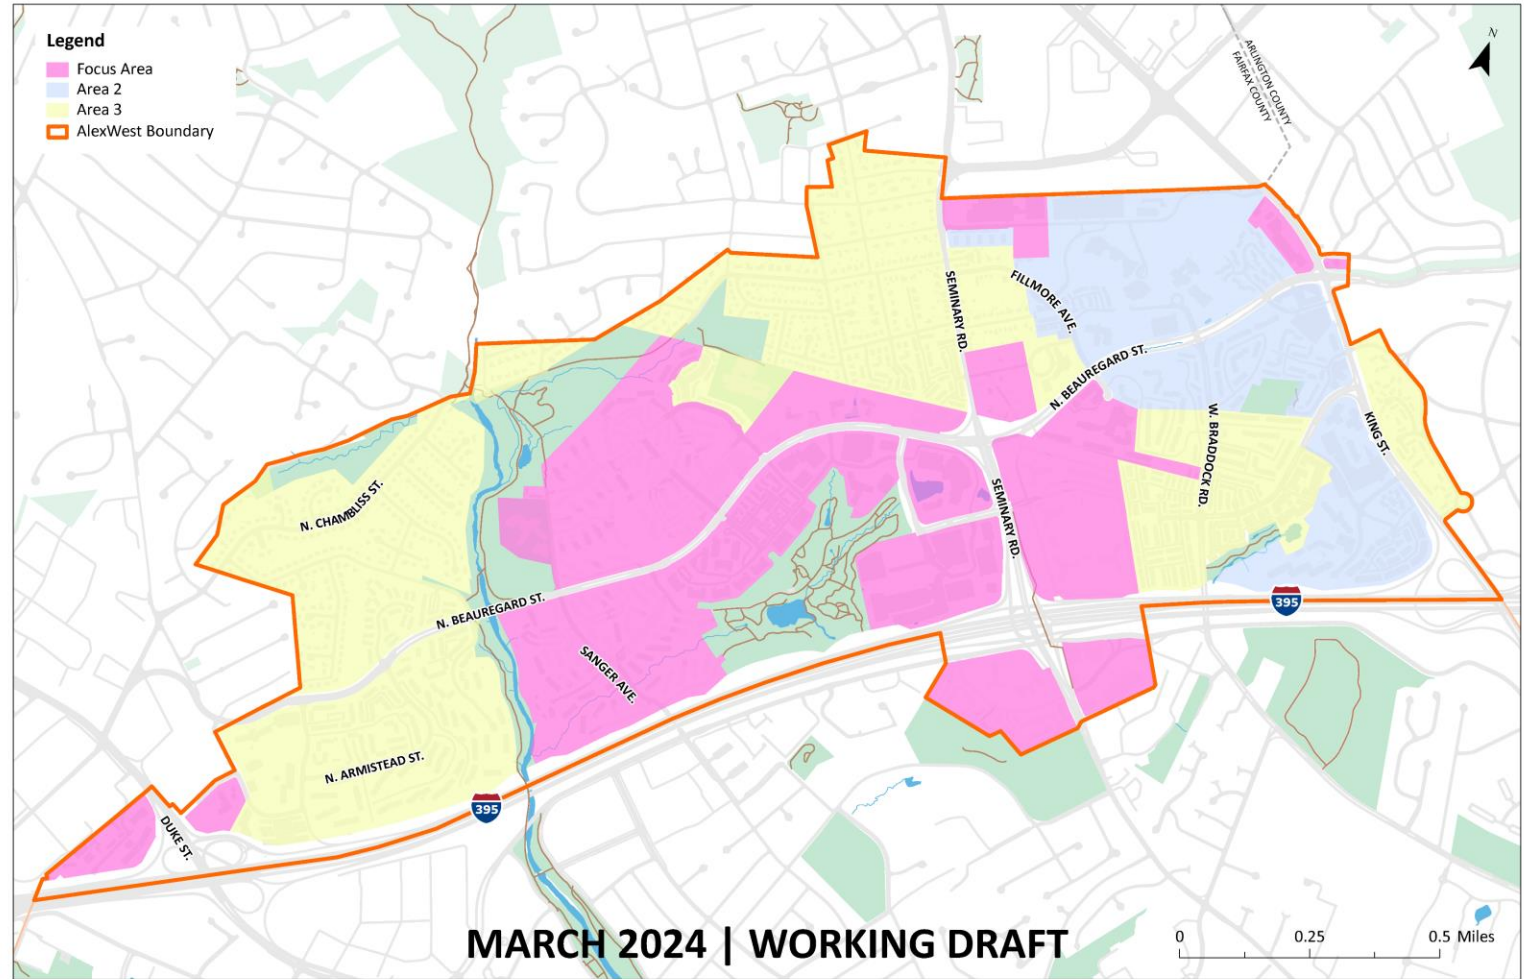 Legend
Focus Area
Area 2
Area 3
AlexWest Boundary
N
ARLINGTON COUNTY
FAIRFAX COUNTY
SEMINARY RD.
FILLMORE AVE.
N. BEAUREGARD ST.
W. BRADDOCK RD.
KING ST.
N. CHAMBLISS ST.
SEMINARY RD.
N. BEAUREGARD ST.
SANGER AVE.
395
N. ARMISTEAD ST.
395
DUKE ST.
MARCH 2024 | WORKING DRAFT
0 0.25 0.5 Miles